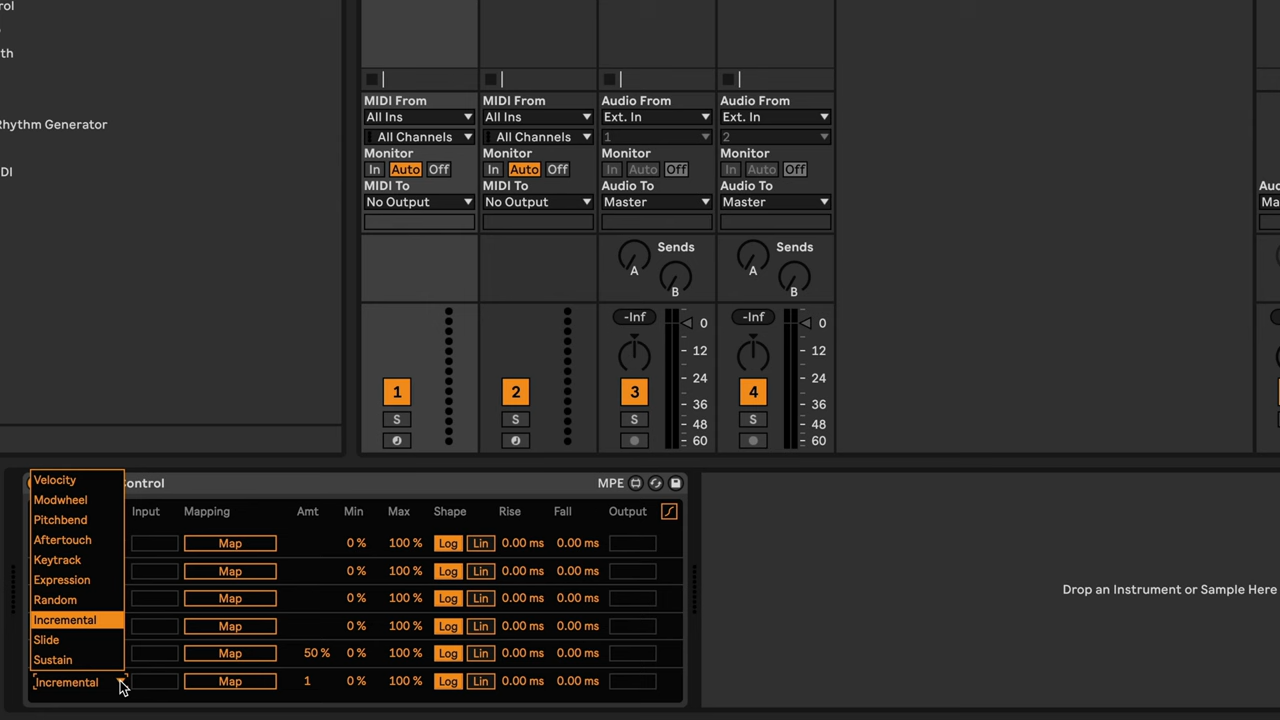 rol
th
Rhythm Generator
DI
MIDI From MIDI From Audio From Audio From
All Ins All Ins Ext. In Ext. In
All Channels All Channels 1 2
Monitor Monitor Monitor Monitor
In Auto Off In Auto Off In Auto Off In Auto Off
MIDI To MIDI To Audio To Audio To Au
No Output No Output Master Master Ma
Sends Sends
A A
B B
-Inf 0 -Inf 0
12 12
24 24
1 2 3 36 4 36
S S S 48 S 48
60 60
ontrol MPE
Input Mapping Amt Min Max Shape Rise Fall Output
Velocity
Modwheel
Pitchbend
Aftertouch
Keytrack
Expression
Random
Incremental
Slide
Sustain
Map 0 % 100 % Log Lin 0.00 ms 0.00 ms
Map 0 % 100 % Log Lin 0.00 ms 0.00 ms
Map 0 % 100 % Log Lin 0.00 ms 0.00 ms
Map 0 % 100 % Log Lin 0.00 ms 0.00 ms
Map 50 % 0 % 100 % Log Lin 0.00 ms 0.00 ms
Incremental Map 1 0 % 100 % Log Lin 0.00 ms 0.00 ms
Drop an Instrument or Sample Here